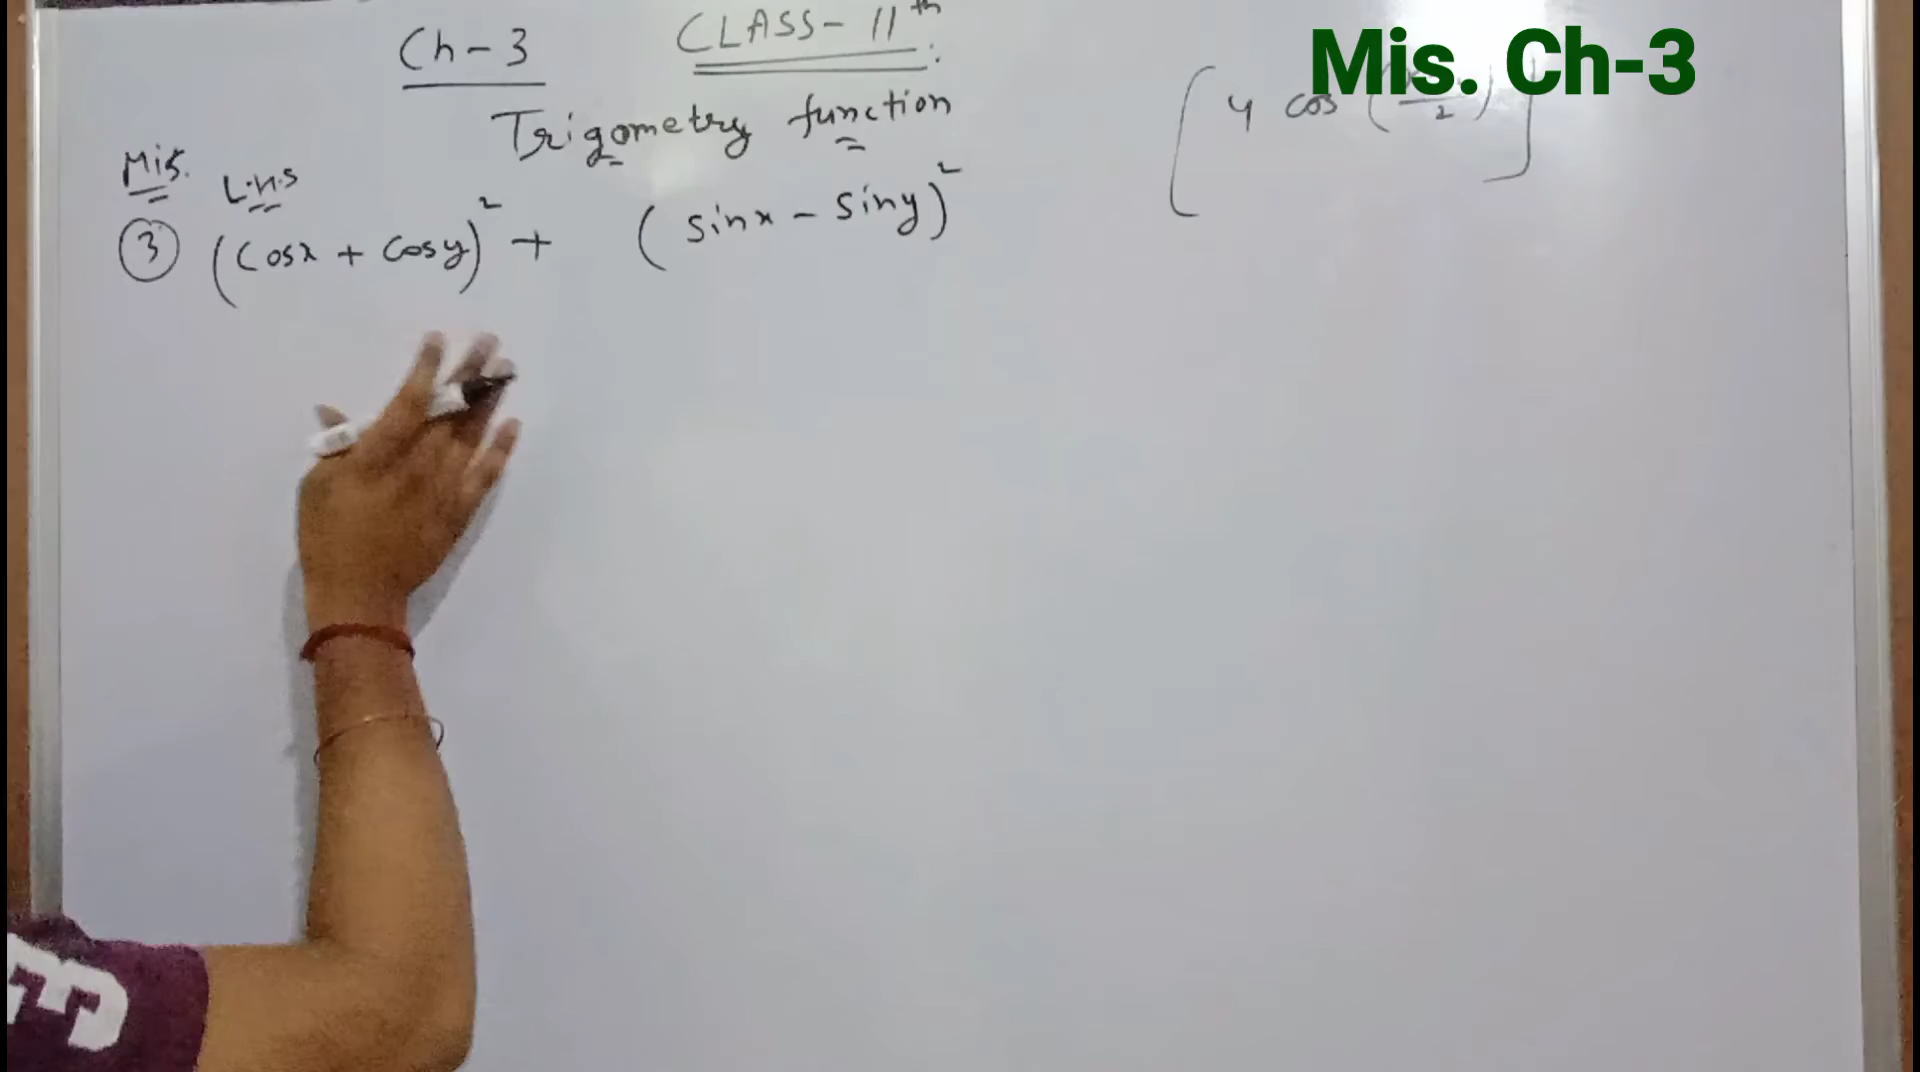 Ch-3 CLASS-11th
Mis. Ch-3
Trigometry function
4 cos
2
Mis.
L.H.S
③ (Cosx + Cosy)² + (sinx - Siny)²